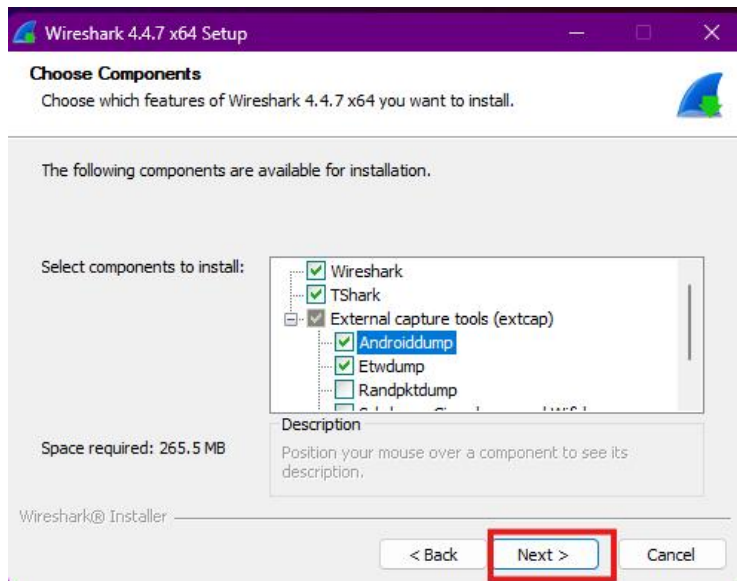 Wireshark 4.4.7 x64 Setup
Choose Components
Choose which features of Wireshark 4.4.7 x64 you want to install.
The following components are available for installation.
Select components to install:
Wireshark
TShark
External capture tools (extcap)
Androiddump
Etwdump
Randpktdump
Space required: 265.5 MB
Description
Position your mouse over a component to see its
description.
Wireshark® Installer
< Back
Next >
Cancel